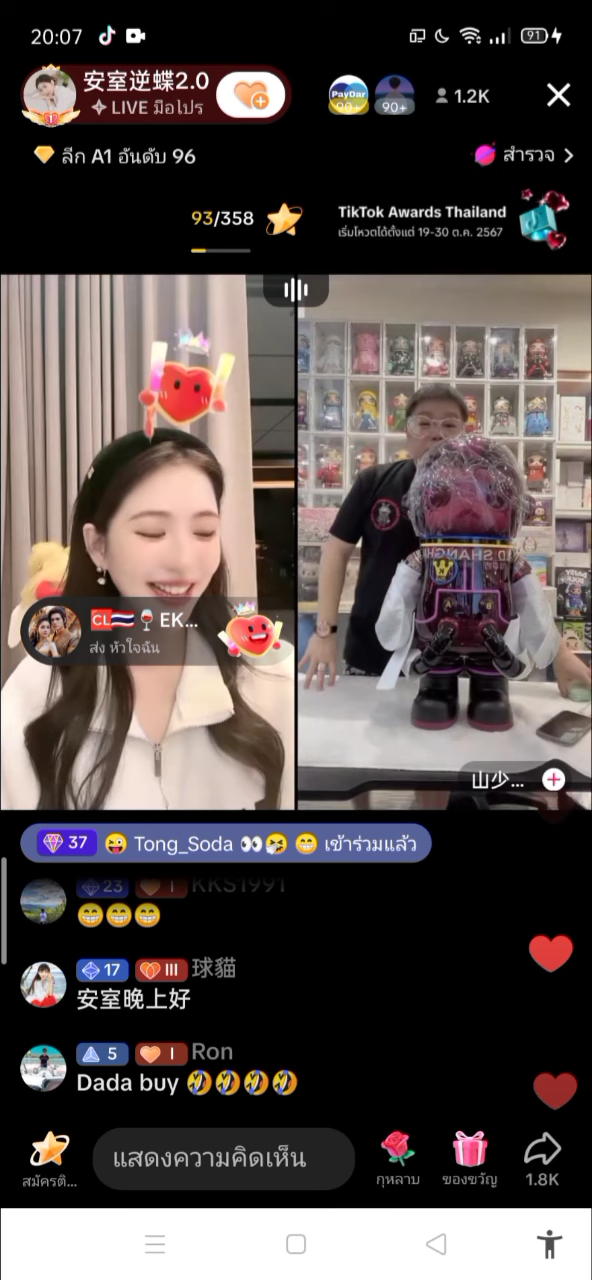 20:07
91
安室逆蝶2.0
LIVE มือโปร
PayDar
90+
90+
1.2K
ลีก A1 อันดับ 96
สำรวจ
93/358
TikTok Awards Thailand
เริ่มโหวตได้ตั้งแต่ 19-30 ต.ค. 2567
SHANGH
A
B
CL EK...
ส่ง หัวใจฉัน
山少...
37 Tong_Soda เข้าร่วมแล้ว
23 I KKS1991
17 III 球貓
安室晚上好
5 I Ron
Dada buy 🤣🤣🤣🤣
แสดงความคิดเห็น
สมัครติ...
กุหลาบ
ของขวัญ
1.8K